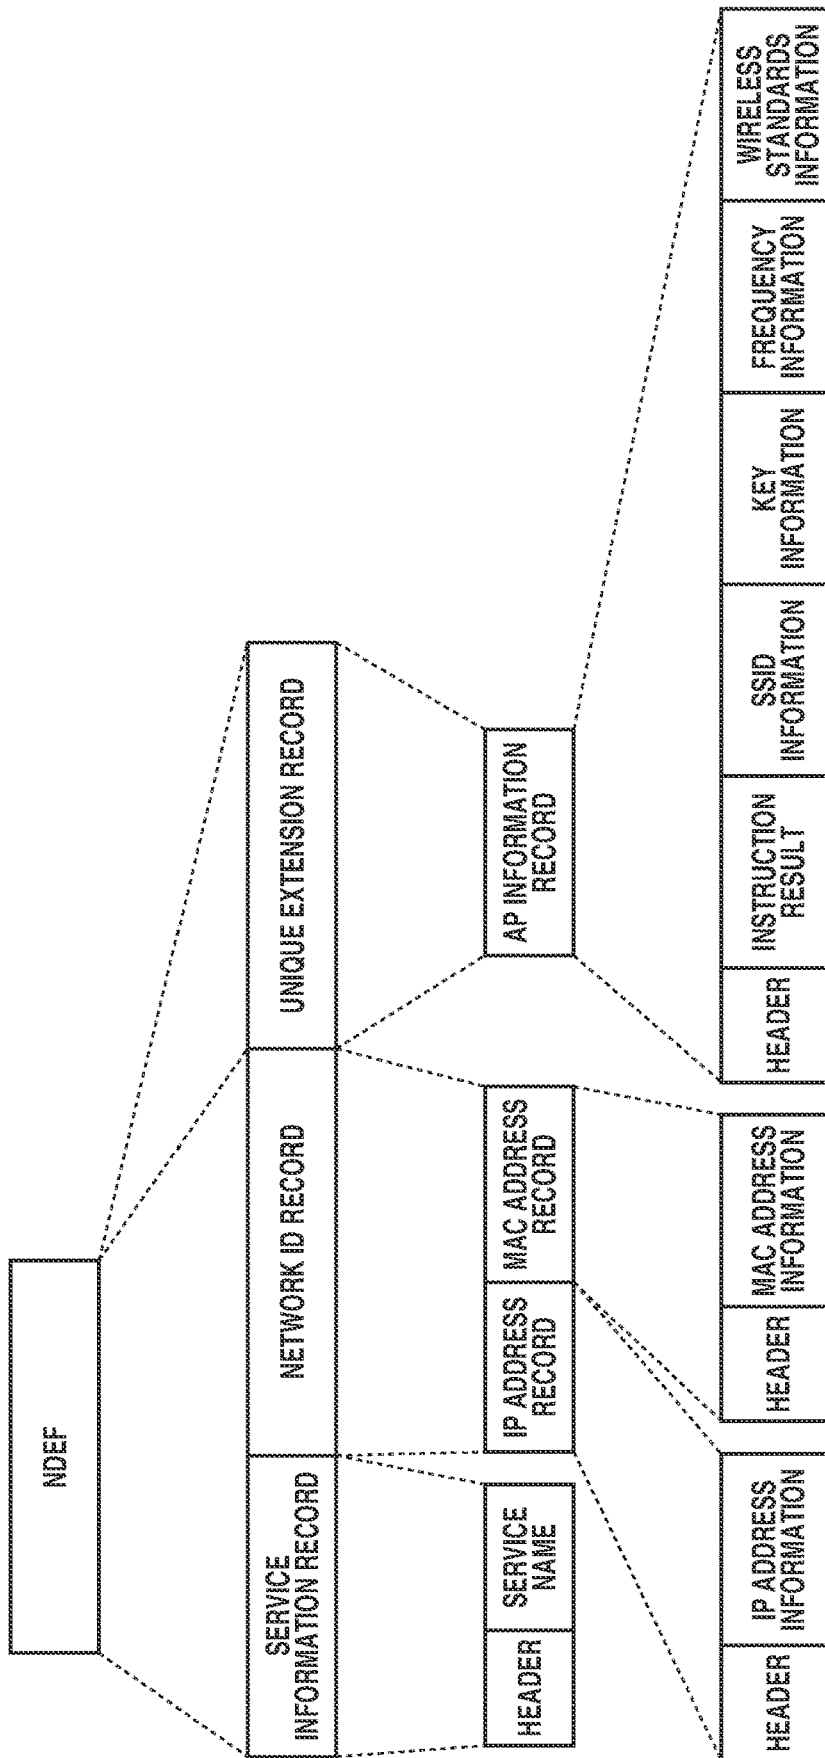 NDEF
SERVICE
INFORMATION RECORD
NETWORK ID RECORD
UNIQUE EXTENSION RECORD
HEADER
SERVICE
NAME
IP ADDRESS
RECORD
MAC ADDRESS
RECORD
AP INFORMATION
RECORD
HEADER
IP ADDRESS
INFORMATION
HEADER
MAC ADDRESS
INFORMATION
HEADER
INSTRUCTION
RESULT
SSID
INFORMATION
KEY
INFORMATION
FREQUENCY
INFORMATION
WIRELESS
STANDARDS
INFORMATION